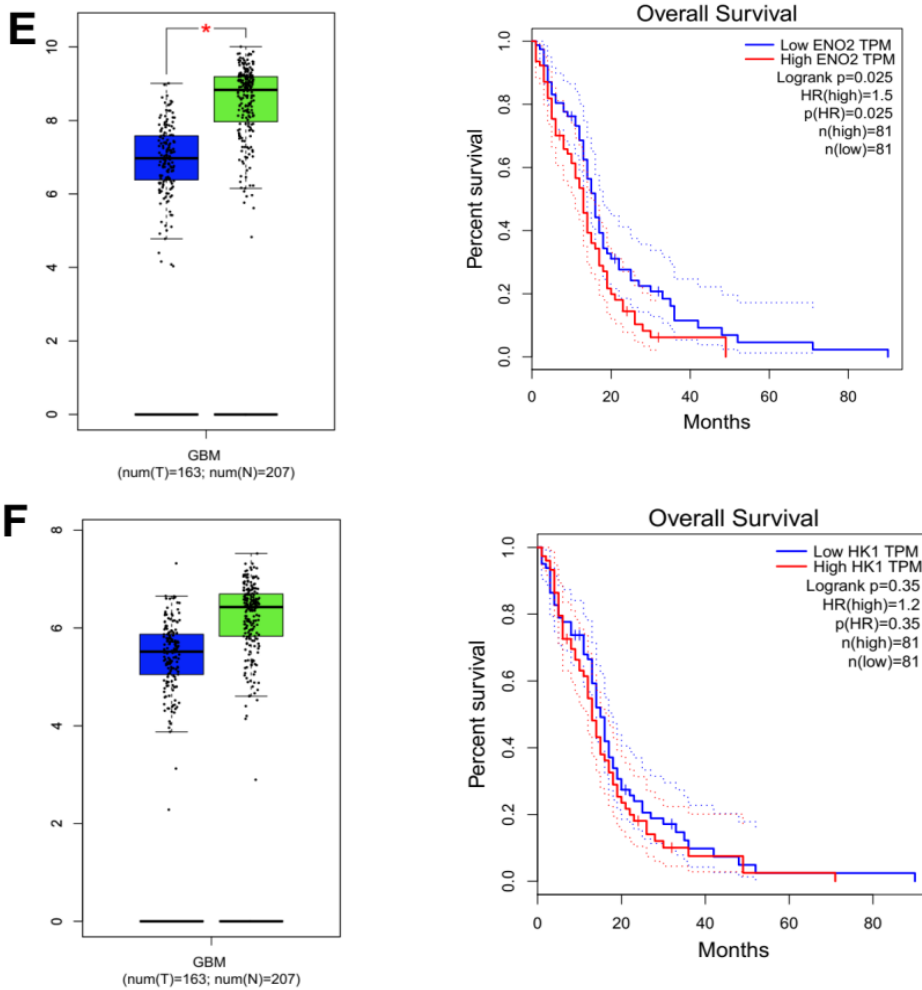 E
10
8
6
4
2
0
*
GBM
(num(T)=163; num(N)=207)
Overall Survival
Low ENO2 TPM
High ENO2 TPM
Logrank p=0.025
HR(high)=1.5
p(HR)=0.025
n(high)=81
n(low)=81
Percent survival
1.0
0.8
0.6
0.4
0.2
0.0
0 20 40 60 80
Months
F
8
6
4
2
0
GBM
(num(T)=163; num(N)=207)
Overall Survival
Low HK1 TPM
High HK1 TPM
Logrank p=0.35
HR(high)=1.2
p(HR)=0.35
n(high)=81
n(low)=81
Percent survival
1.0
0.8
0.6
0.4
0.2
0.0
0 20 40 60 80
Months